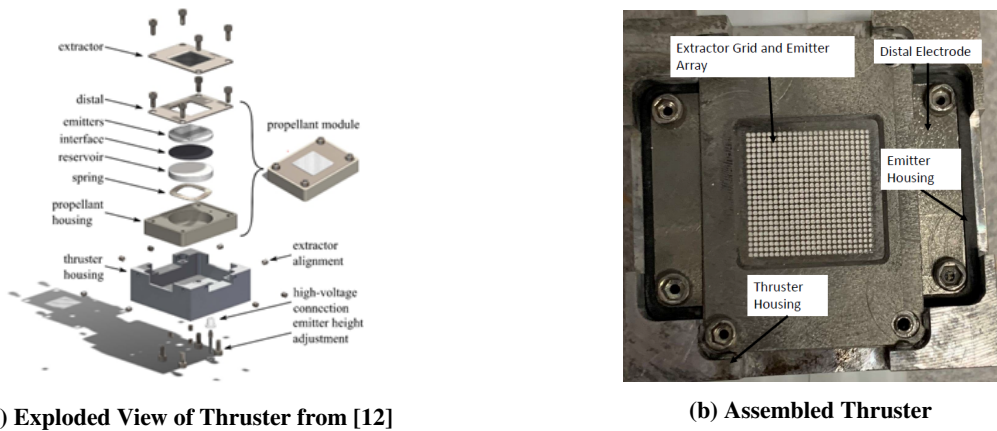 extractor
distal
emitters
interface
reservoir
spring
propellant
housing
thruster
housing
propellant module
extractor
alignment
high-voltage
connection
emitter height
adjustment
) Exploded View of Thruster from [12]
Extractor Grid and Emitter
Array
Distal Electrode
Emitter
Housing
Thruster
Housing
(b) Assembled Thruster